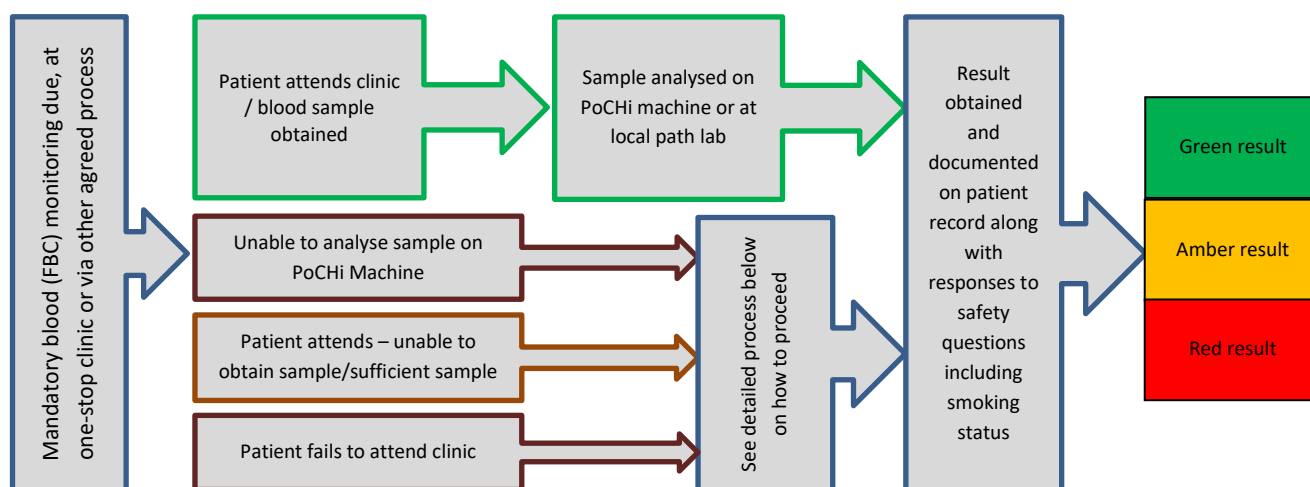 Mandatory blood (FBC) monitoring due, at
one-stop clinic or via other agreed process
Patient attends clinic
/ blood sample
obtained
Sample analysed on
PoCHi machine or at
local path lab
Unable to analyse sample on
PoCHi Machine
Patient attends – unable to
obtain sample/sufficient sample
Patient fails to attend clinic
See detailed process below
on how to proceed
Result
obtained
and
documented
on patient
record along
with
responses to
safety
questions
including
smoking
status
Green result
Amber result
Red result